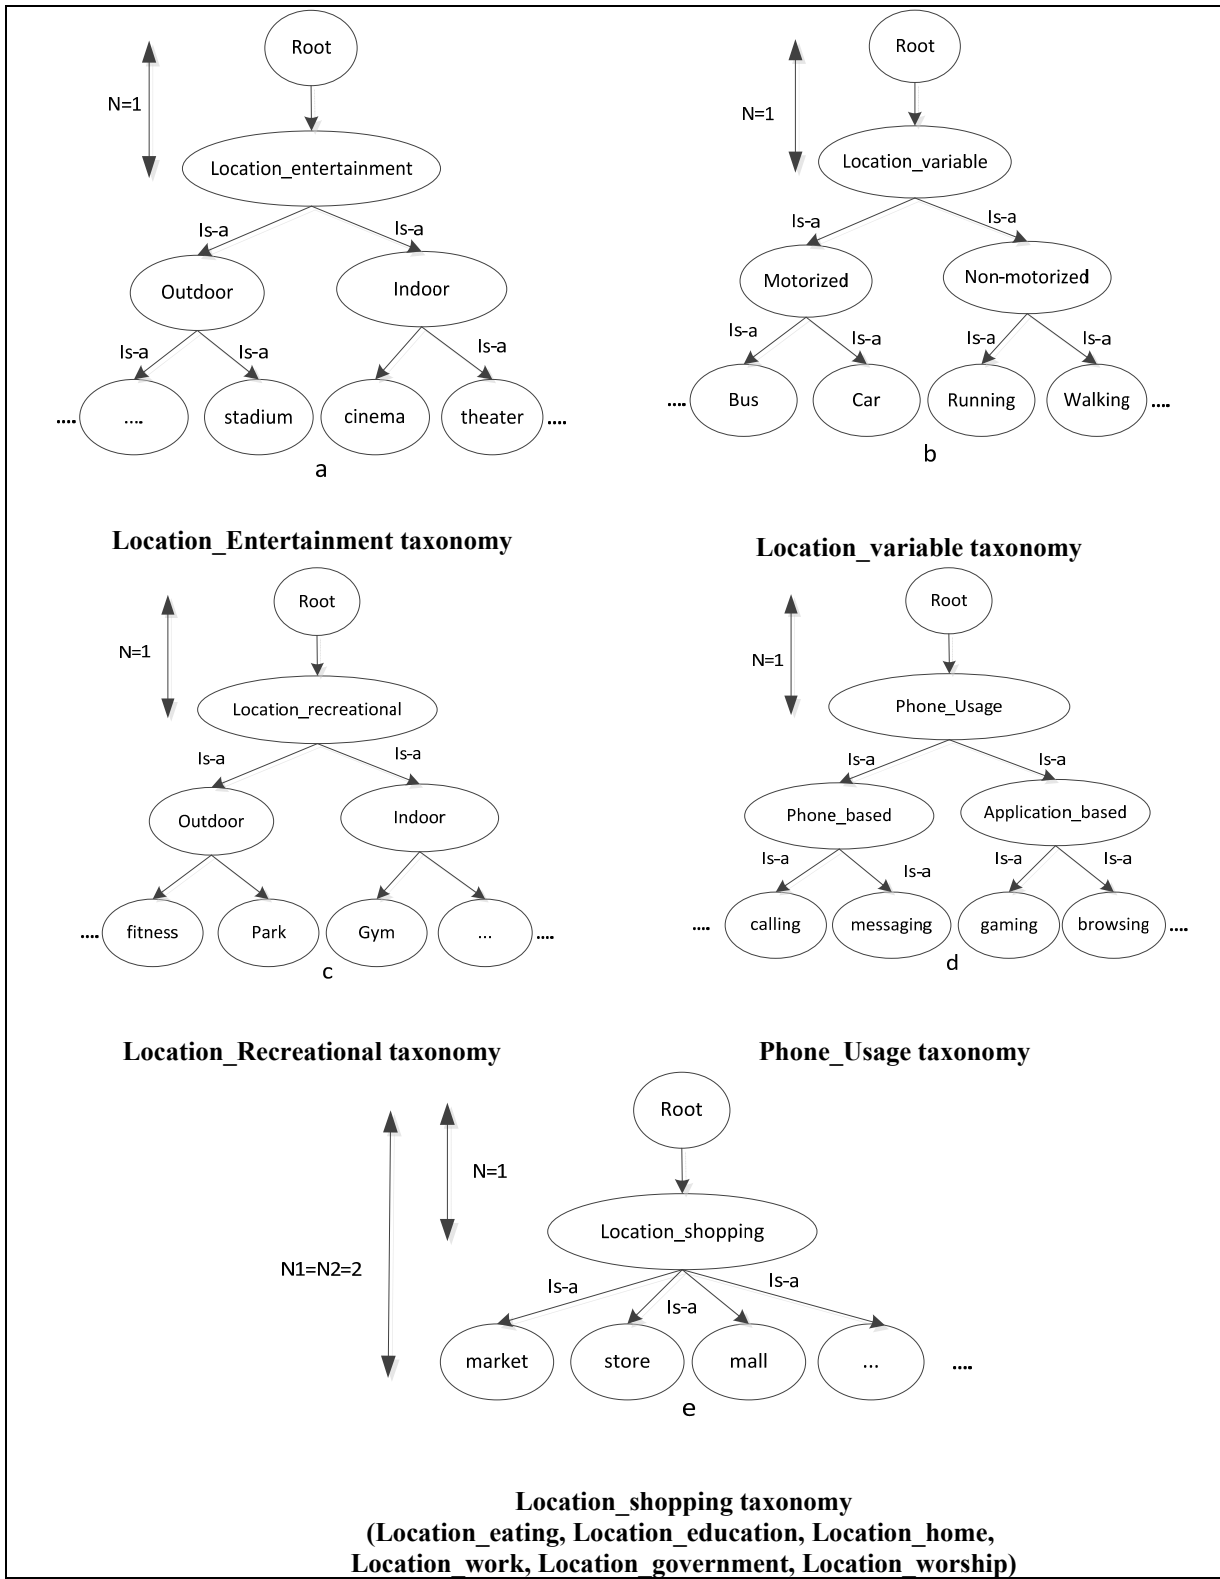 Root
N=1
Location_entertainment
Is-a
Is-a
Outdoor
Indoor
Is-a
Is-a
Is-a
....
....
stadium
cinema
theater
....
a
Location_Entertainment taxonomy
Root
N=1
Location_variable
Is-a
Is-a
Motorized
Non-motorized
Is-a
Is-a
Is-a
Is-a
....
Bus
Car
Running
Walking
....
b
Location_variable taxonomy
Root
N=1
Location_recreational
Is-a
Is-a
Outdoor
Indoor
....
fitness
Park
Gym
...
....
c
Location_Recreational taxonomy
Root
N=1
Phone_Usage
Is-a
Is-a
Phone_based
Application_based
Is-a
Is-a
Is-a
Is-a
....
calling
messaging
gaming
browsing
....
d
Phone_Usage taxonomy
Root
N=1
Location_shopping
N1=N2=2
Is-a
Is-a
Is-a
market
store
mall
...
....
e
Location_shopping taxonomy
(Location_eating, Location_education, Location_home,
Location_work, Location_government, Location_worship)